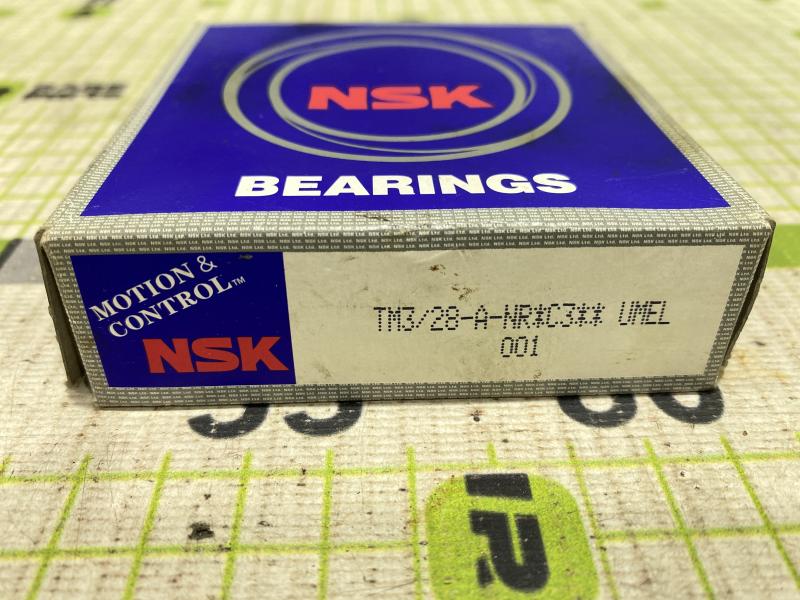 NSK
BEARINGS
MOTION &
CONTROL™
NSK
TM3/28-A-NR*C3** UMEL
001